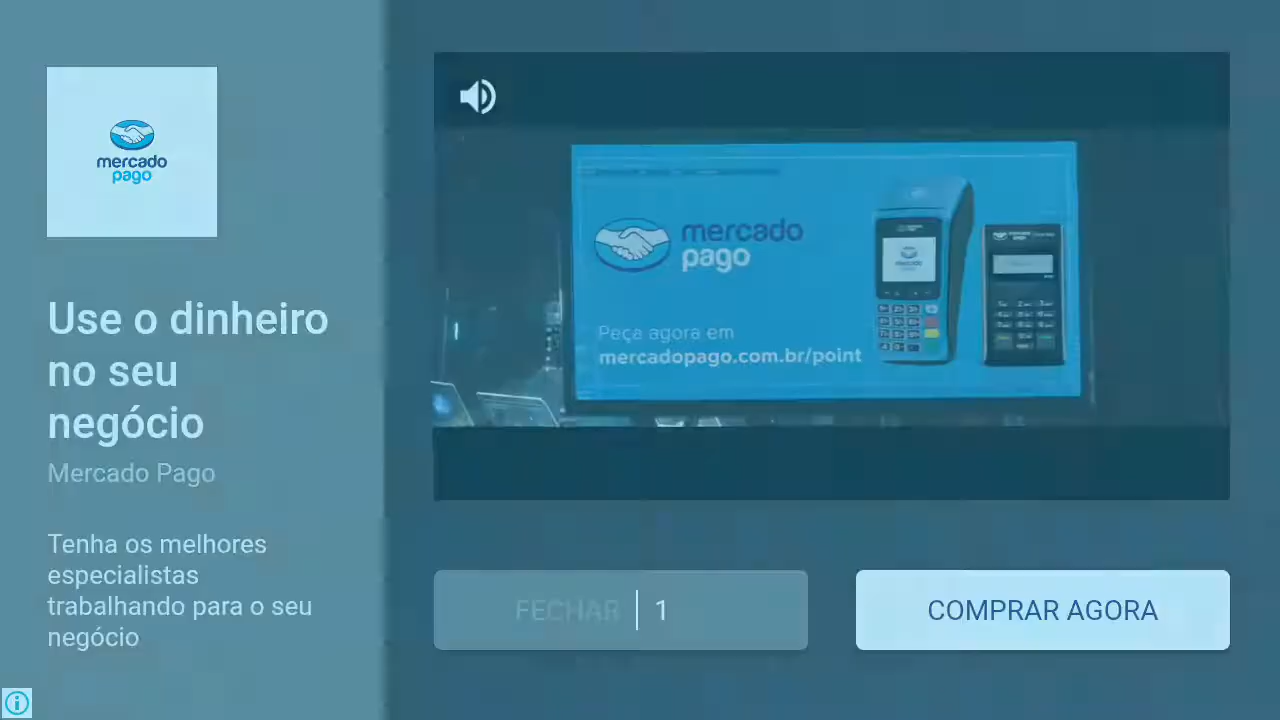 mercado
pago
Use o dinheiro
no seu
negócio
Mercado Pago
Tenha os melhores
especialistas
trabalhando para o seu
negócio
mercado
pago
Peça agora em
mercadopago.com.br/point
FECHAR
1
COMPRAR AGORA